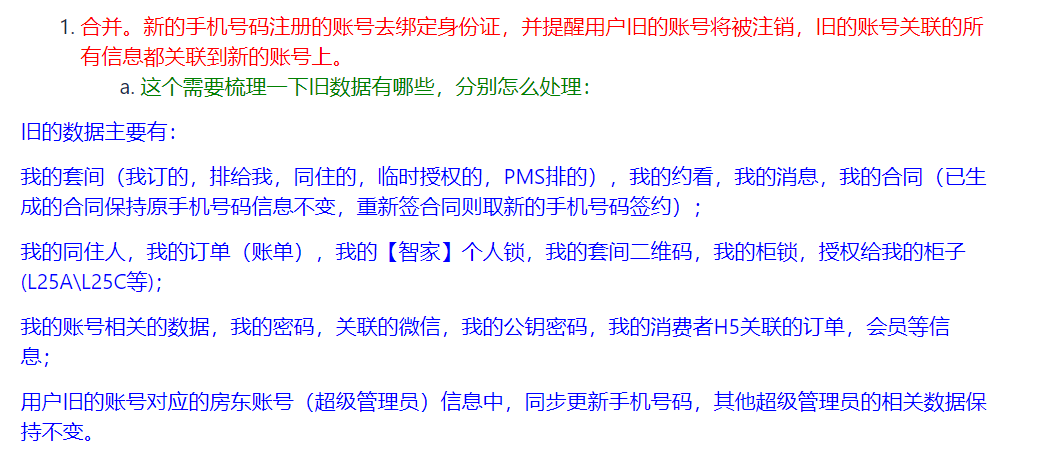 1. 合并。新的手机号码注册的账号去绑定身份证，并提醒用户旧的账号将被注销，旧的账号关联的所
有信息都关联到新的账号上。
a. 这个需要梳理一下旧数据有哪些，分别怎么处理：
旧的数据主要有：
我的套间（我订的，排给我，同住的，临时授权的，PMS排的），我的约看，我的消息，我的合同（已生
成的合同保持原手机号码信息不变，重新签合同则取新的手机号码签约）；
我的同住人，我的订单（账单），我的【智家】个人锁，我的套间二维码，我的柜锁，授权给我的柜子
(L25A\L25C等)；
我的账号相关的数据，我的密码，关联的微信，我的公钥密码，我的消费者H5关联的订单，会员等信
息；
用户旧的账号对应的房东账号（超级管理员）信息中，同步更新手机号码，其他超级管理员的相关数据保
持不变。